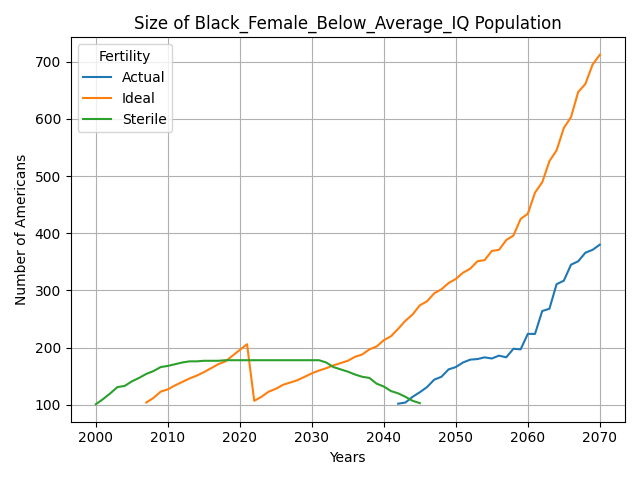 Size of Black_Female_Below_Average_IQ Population
Fertility
Actual
Ideal
Sterile
Number of Americans
700
600
500
400
300
200
100
2000 2010 2020 2030 2040 2050 2060 2070
Years